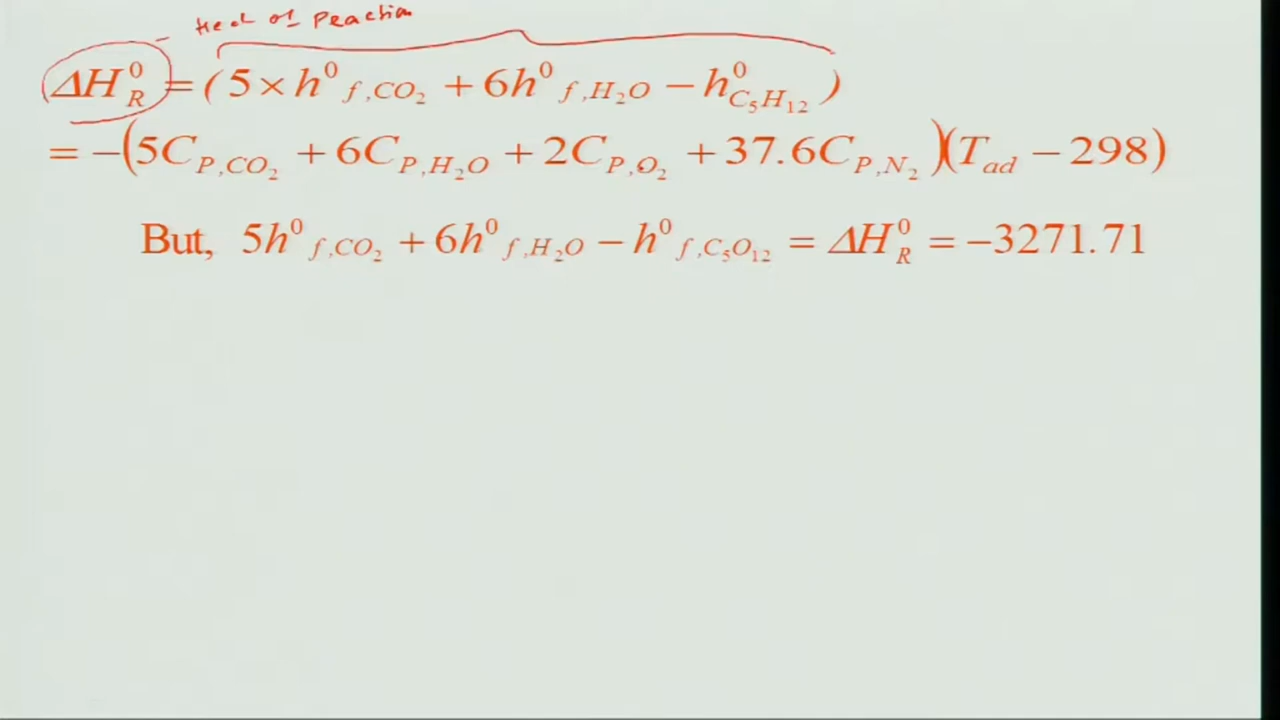 Heat of Reaction
ΔH⁰_R = (5 × h⁰_f,CO₂ + 6h⁰_f,H₂O − h⁰_C₅H₁₂)
= −(5C_P,CO₂ + 6C_P,H₂O + 2C_P,O₂ + 37.6C_P,N₂)(T_ad − 298)
But, 5h⁰_f,CO₂ + 6h⁰_f,H₂O − h⁰_f,C₅O₁₂ = ΔH⁰_R = −3271.71